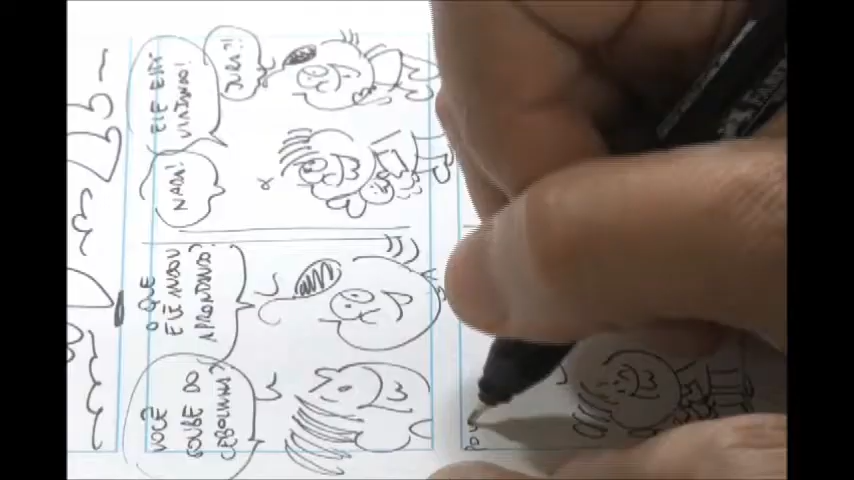 VOCÊ
SOUBE DO
CEBOLINHA?
O QUE
ELE ANDOU
APRONTANDO?
NADA!
ELE ESTÁ
VIAJANDO!
JURA?!